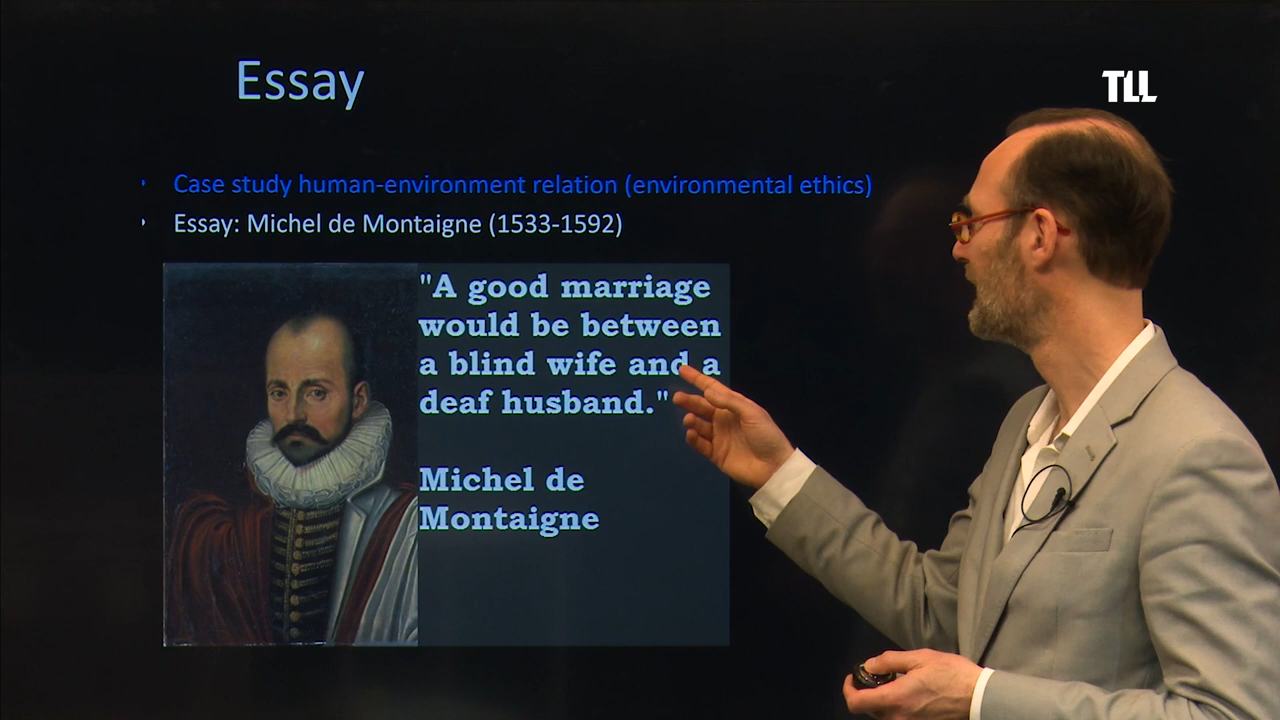 Essay
TLL
Case study human-environment relation (environmental ethics)
Essay: Michel de Montaigne (1533-1592)
"A good marriage
would be between
a blind wife and a
deaf husband."
Michel de
Montaigne